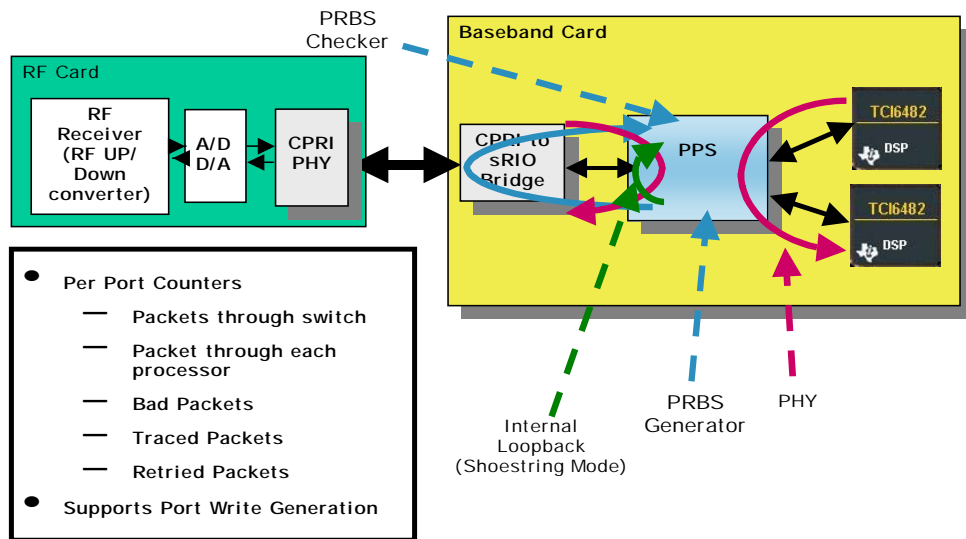 PRBS
Checker
Baseband Card
RF Card
RF
Receiver
(RF UP/
Down
converter)
A/D
D/A
CPRI
PHY
CPRI to
sRIO
Bridge
PPS
TCI6482
DSP
TCI6482
DSP
• Per Port Counters
— Packets through switch
— Packet through each
processor
— Bad Packets
— Traced Packets
— Retried Packets
• Supports Port Write Generation
Internal
Loopback
(Shoestring Mode)
PRBS
Generator
PHY